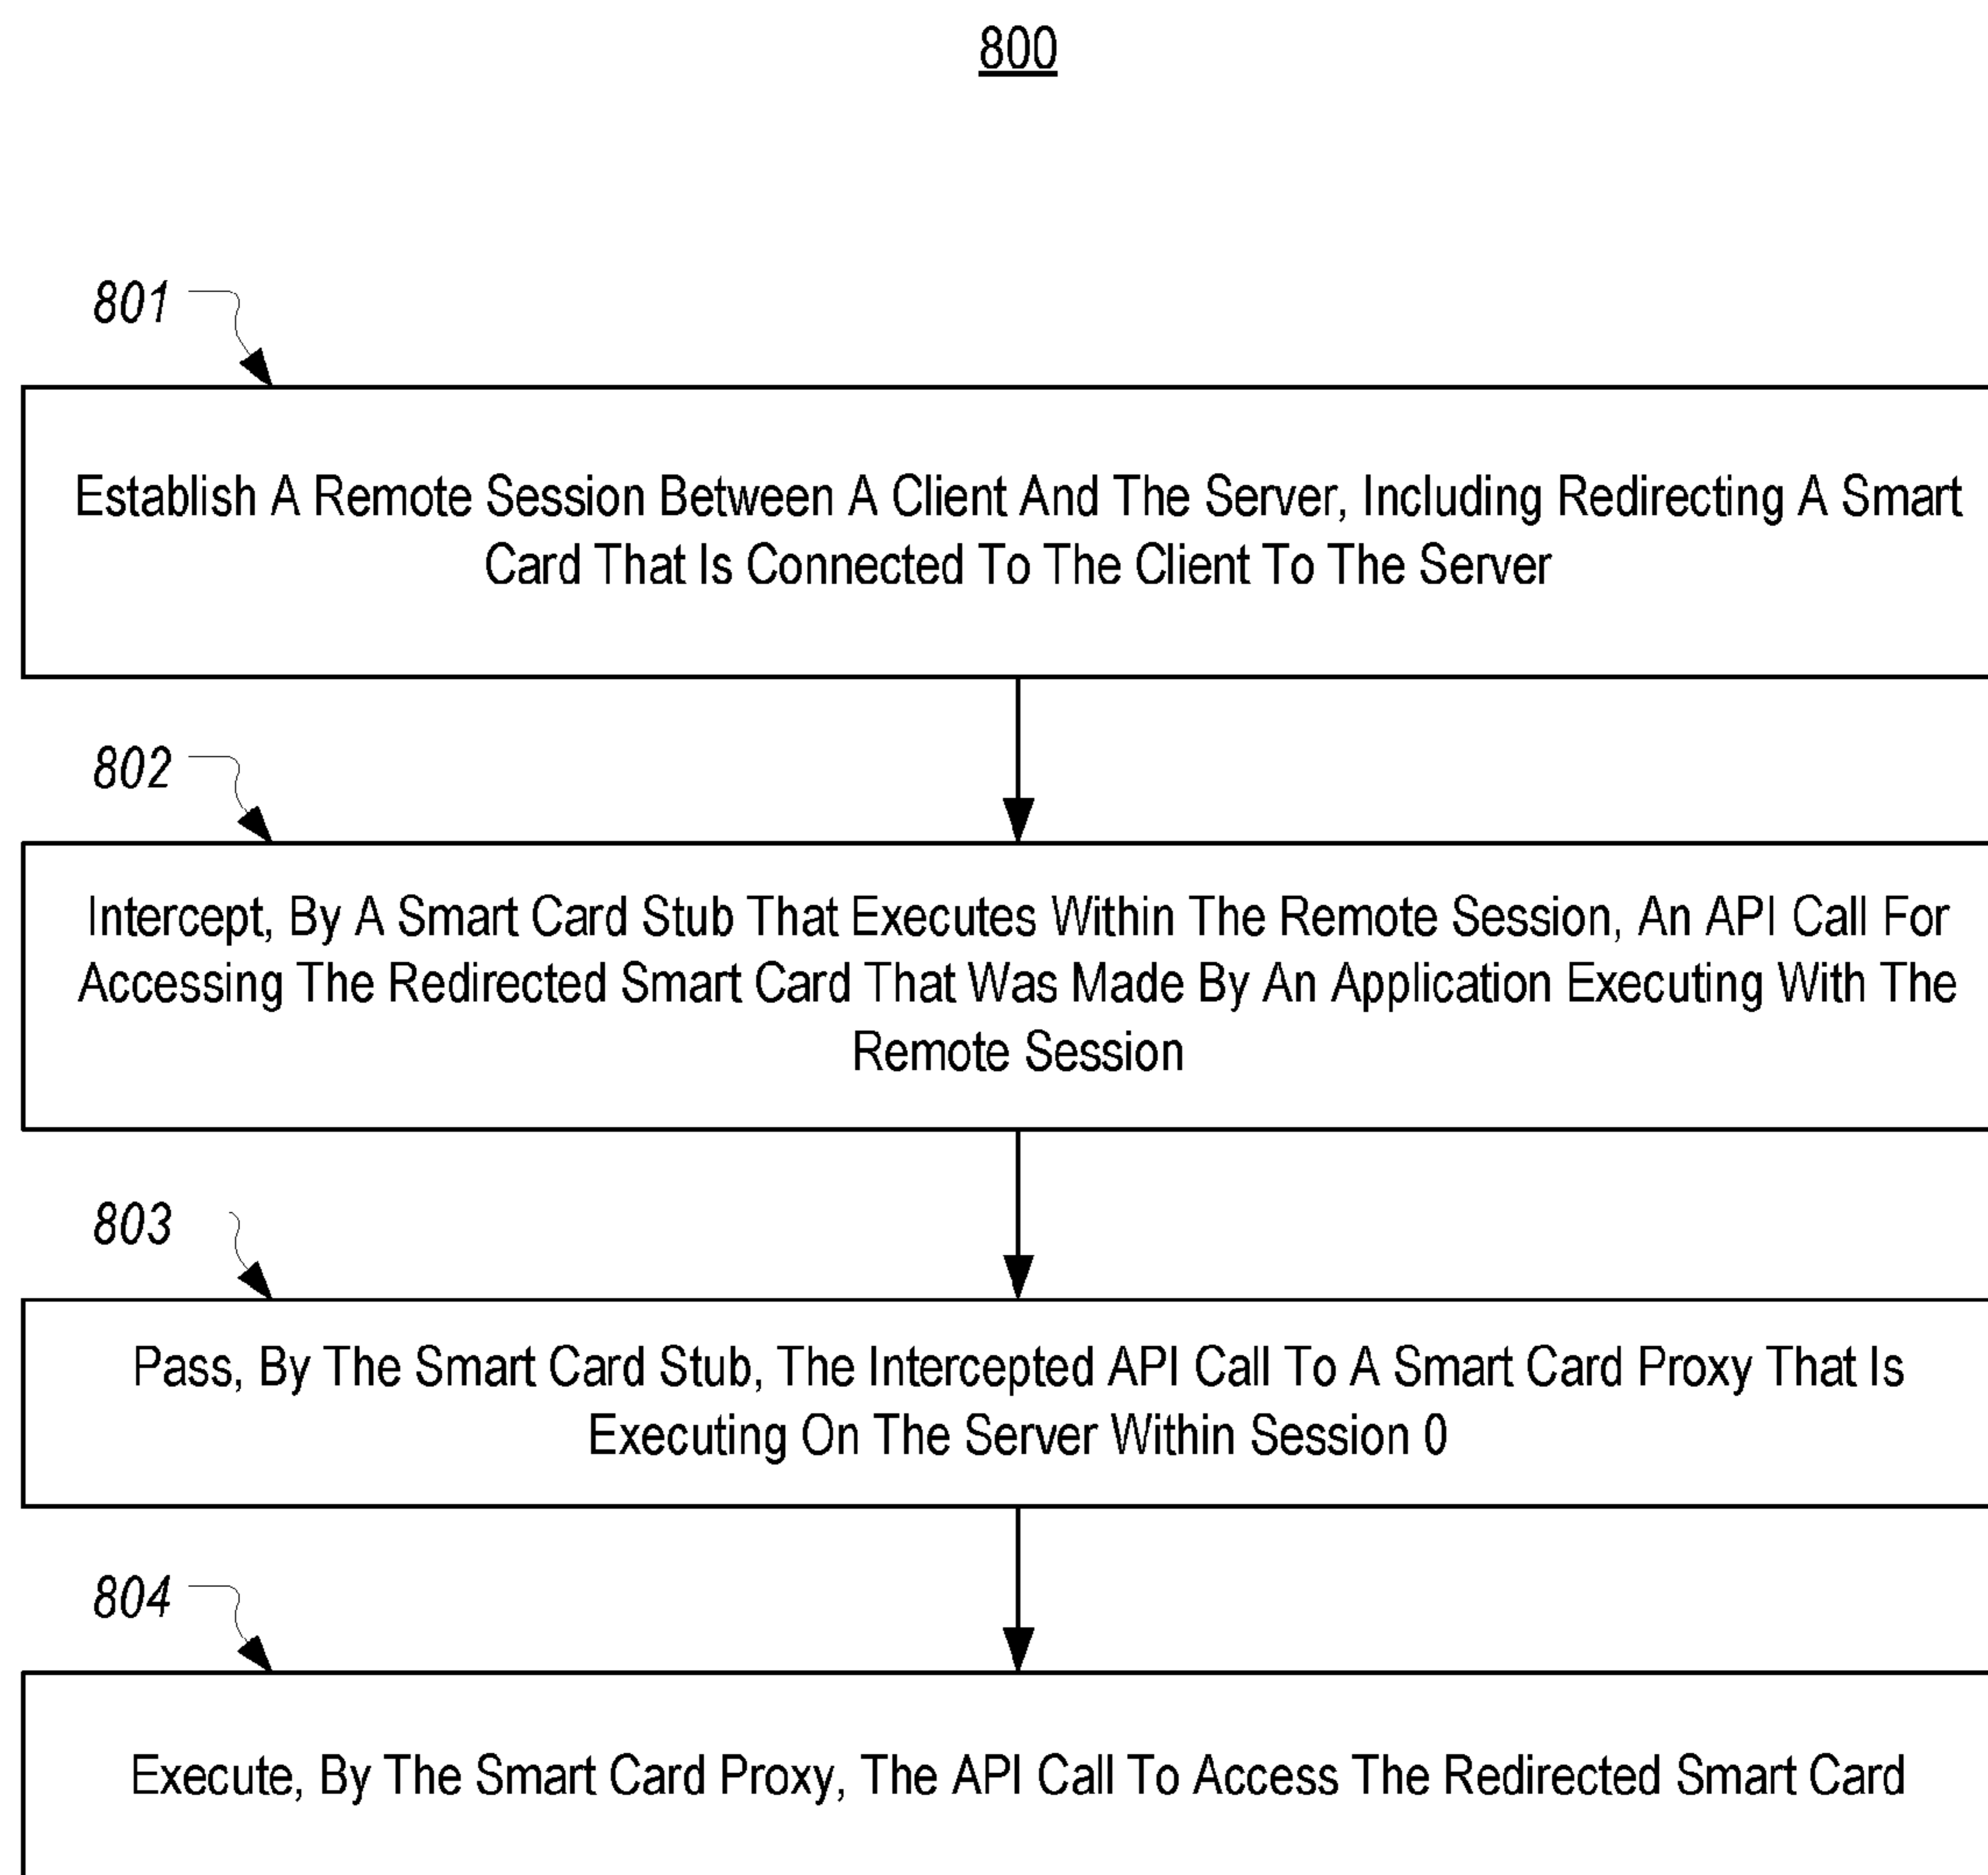 800
801
Establish A Remote Session Between A Client And The Server, Including Redirecting A Smart
Card That Is Connected To The Client To The Server
802
Intercept, By A Smart Card Stub That Executes Within The Remote Session, An API Call For
Accessing The Redirected Smart Card That Was Made By An Application Executing With The
Remote Session
803
Pass, By The Smart Card Stub, The Intercepted API Call To A Smart Card Proxy That Is
Executing On The Server Within Session 0
804
Execute, By The Smart Card Proxy, The API Call To Access The Redirected Smart Card